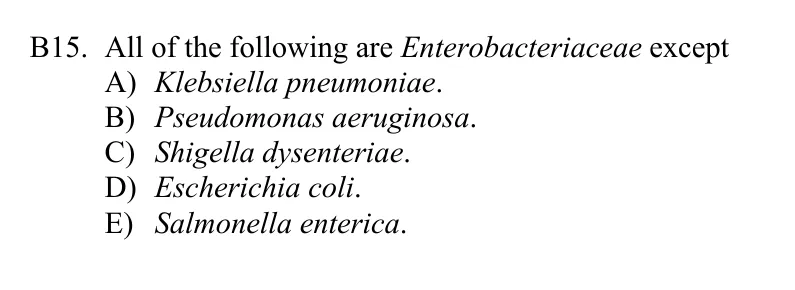 B15. All of the following are Enterobacteriaceae except
A) Klebsiella pneumoniae.
B) Pseudomonas aeruginosa.
C) Shigella dysenteriae.
D) Escherichia coli.
E) Salmonella enterica.